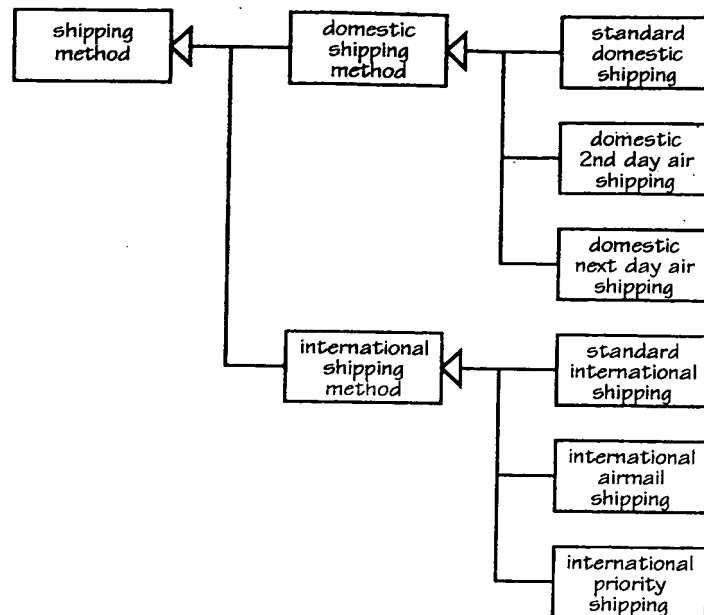 shipping
method
domestic
shipping
method
standard
domestic
shipping
domestic
2nd day air
shipping
domestic
next day air
shipping
international
shipping
method
standard
international
shipping
international
airmail
shipping
international
priority
shipping